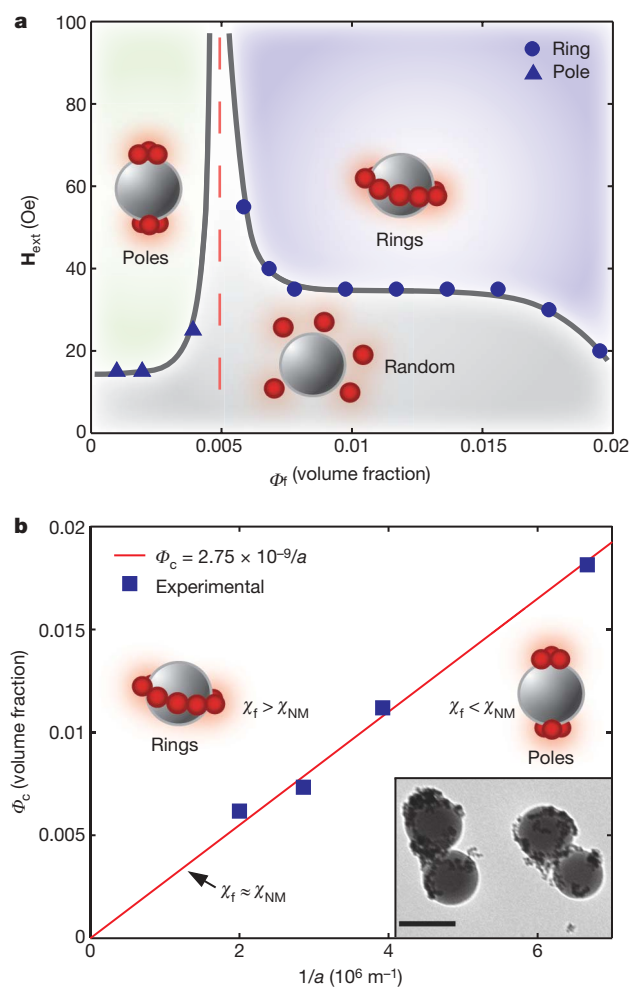 a
100
80
60
40
20
0
H_ext (Oe)
Ring
Pole
Poles
Rings
Random
0
0.005
0.01
0.015
0.02
Φf (volume fraction)
b
0.02
0.015
0.01
0.005
0
Φc (volume fraction)
Φc = 2.75 × 10⁻⁹/a
Experimental
χf > χNM
χf < χNM
Rings
Poles
χf ≈ χNM
0
2
4
6
1/a (10⁶ m⁻¹)